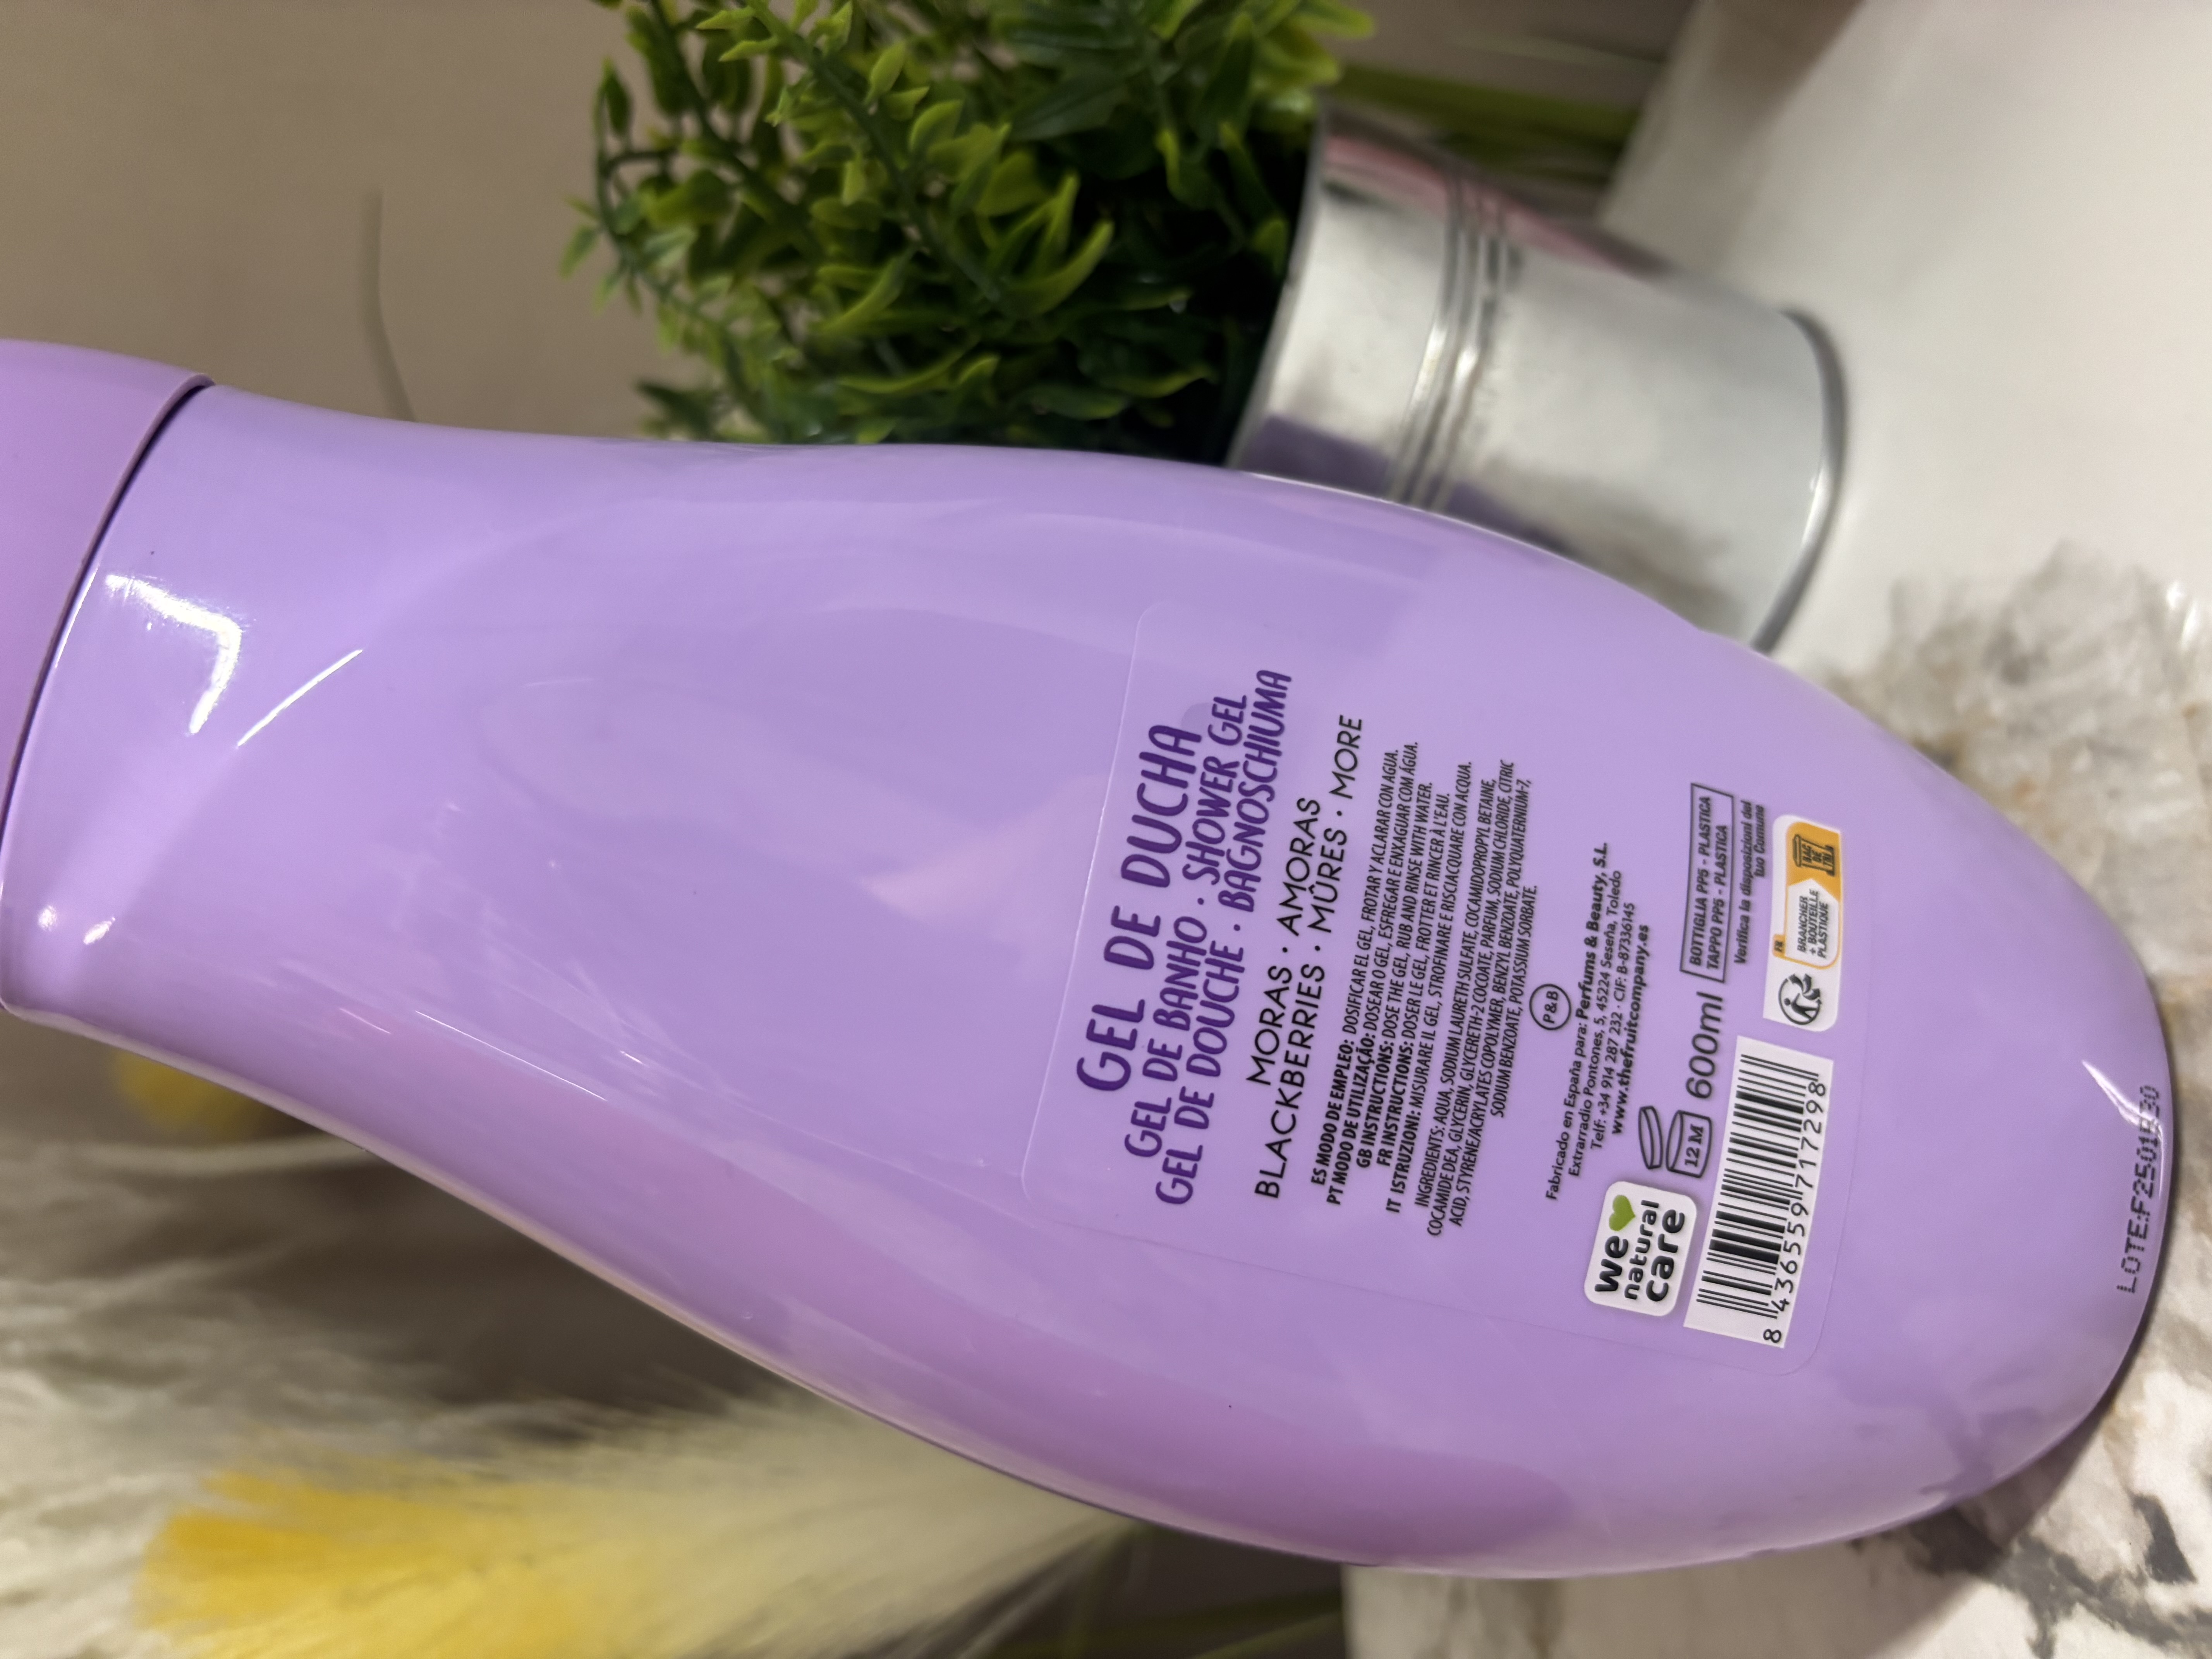 GEL DE DUCHA
GEL DE BANHO · SHOWER GEL
GEL DE DOUCHE · BAGNOSCHIUMA
MORAS · AMORAS
BLACKBERRIES · MÛRES · MORE
ES MODO DE EMPLEO: DOSIFICAR EL GEL, FROTAR Y ACLARAR CON AGUA.
PT MODO DE UTILIZAÇÃO: DOSEAR O GEL, ESFREGAR E ENXAGUAR COM ÁGUA.
GB INSTRUCTIONS: DOSE THE GEL, RUB AND RINSE WITH WATER.
FR INSTRUCTIONS: DOSER LE GEL, FROTTER ET RINCER À L'EAU.
IT ISTRUZIONI: MISURARE IL GEL, STROFINARE E RISCIACQUARE CON ACQUA.
INGREDIENTS: AQUA, SODIUM LAURETH SULFATE, COCAMIDOPROPYL BETAINE,
COCAMIDE DEA, GLYCERIN, GLYCERETH-2 COCOATE, PARFUM, SODIUM CHLORIDE, CITRIC
ACID, STYRENE/ACRYLATES COPOLYMER, BENZYL BENZOATE, POLYQUATERNIUM-7,
SODIUM BENZOATE, POTASSIUM SORBATE.
P&B
Fabricado en España para: Perfums & Beauty, S.L.
Extrarradio Pontones, 5, 45224 Seseña, Toledo
Telf: +34 914 287 232 · CIF: B-87336145
www.thefruitcompany.es
we
natural
care
12 M
600ml
BOTTIGLIA PP5 - PLASTICA
TAPPO PP5 - PLASTICA
Verifica la disposizioni del
tuo Comune
8 436559 717298
FR
BRANCHER
+ BOUTEILLE
PLASTIQUE
BAC
DE
TRI
LOTE:F2501